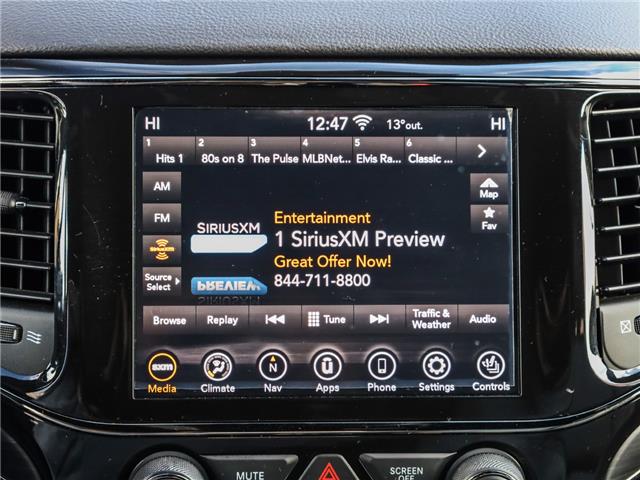 HI 12:47 13° out. HI
1 2 3 4 5 6
Hits 1 80s on 8 The Pulse MLBNet... Elvis Ra... Classic ...
AM
Map
FM
Fav
SIRIUSXM
Entertainment
1 SiriusXM Preview
Great Offer Now!
844-711-8800
SIRIUSXM
PREVIEW
Source
Select
Browse Replay Tune Traffic &
Weather Audio
sxm N u
Media Climate Nav Apps Phone Settings Controls
MUTE SCREEN
OFF